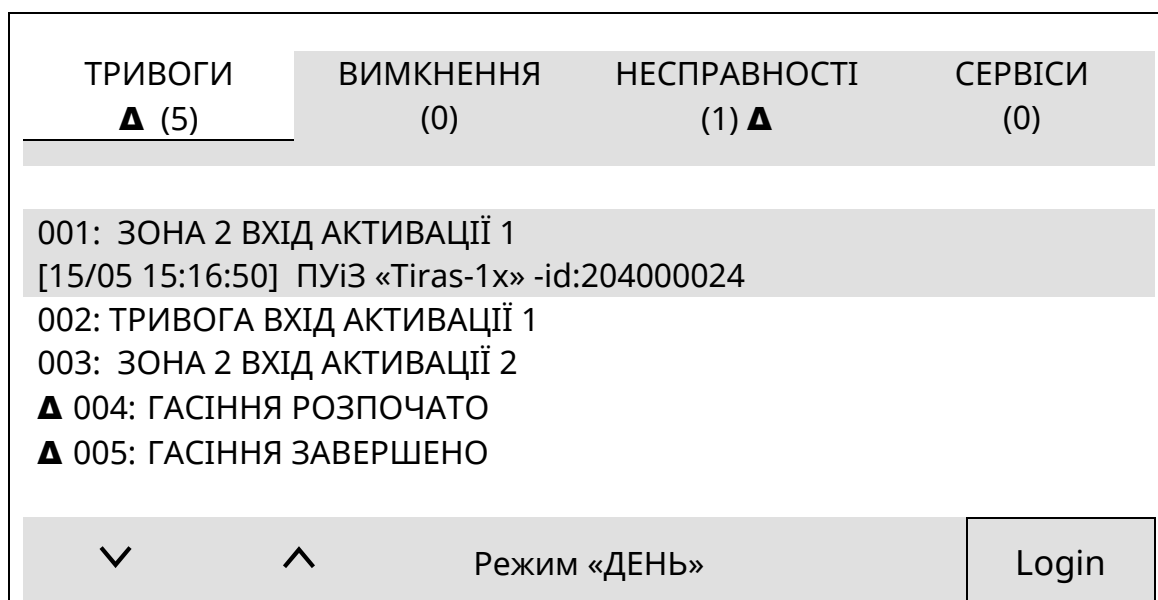 ТРИВОГИ ВИМКНЕННЯ НЕСПРАВНОСТІ СЕРВІСИ
Δ (5) (0) (1) Δ (0)
001: ЗОНА 2 ВХІД АКТИВАЦІЇ 1
[15/05 15:16:50] ПУіЗ «Tiras-1x» -id:204000024
002: ТРИВОГА ВХІД АКТИВАЦІЇ 1
003: ЗОНА 2 ВХІД АКТИВАЦІЇ 2
Δ 004: ГАСІННЯ РОЗПОЧАТО
Δ 005: ГАСІННЯ ЗАВЕРШЕНО
Режим «ДЕНЬ» Login